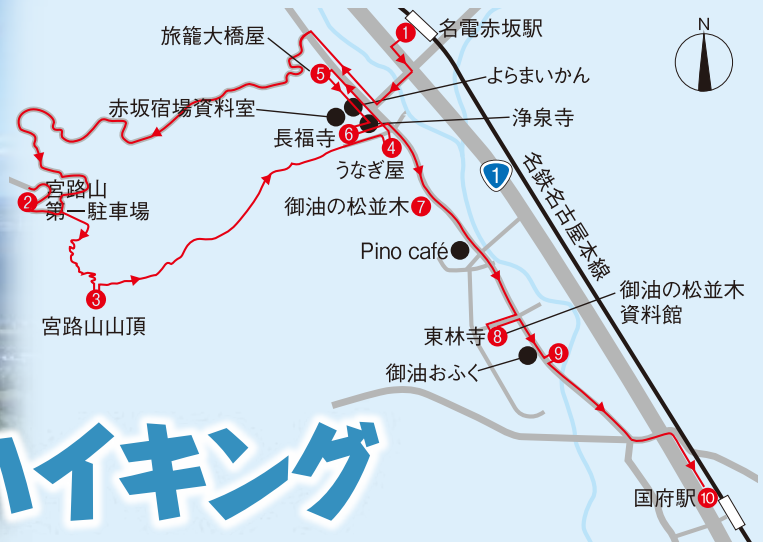 N
名電赤坂駅
1
旅籠大橋屋
5
よらまいかん
赤坂宿場資料室
浄泉寺
長福寺
6
4
うなぎ屋
1
名鉄名古屋本線
宮路山
第一駐車場
2
御油の松並木
7
Pino café
3
宮路山山頂
御油の松並木
資料館
東林寺
8
9
御油おふく
ハイキング
国府駅
10